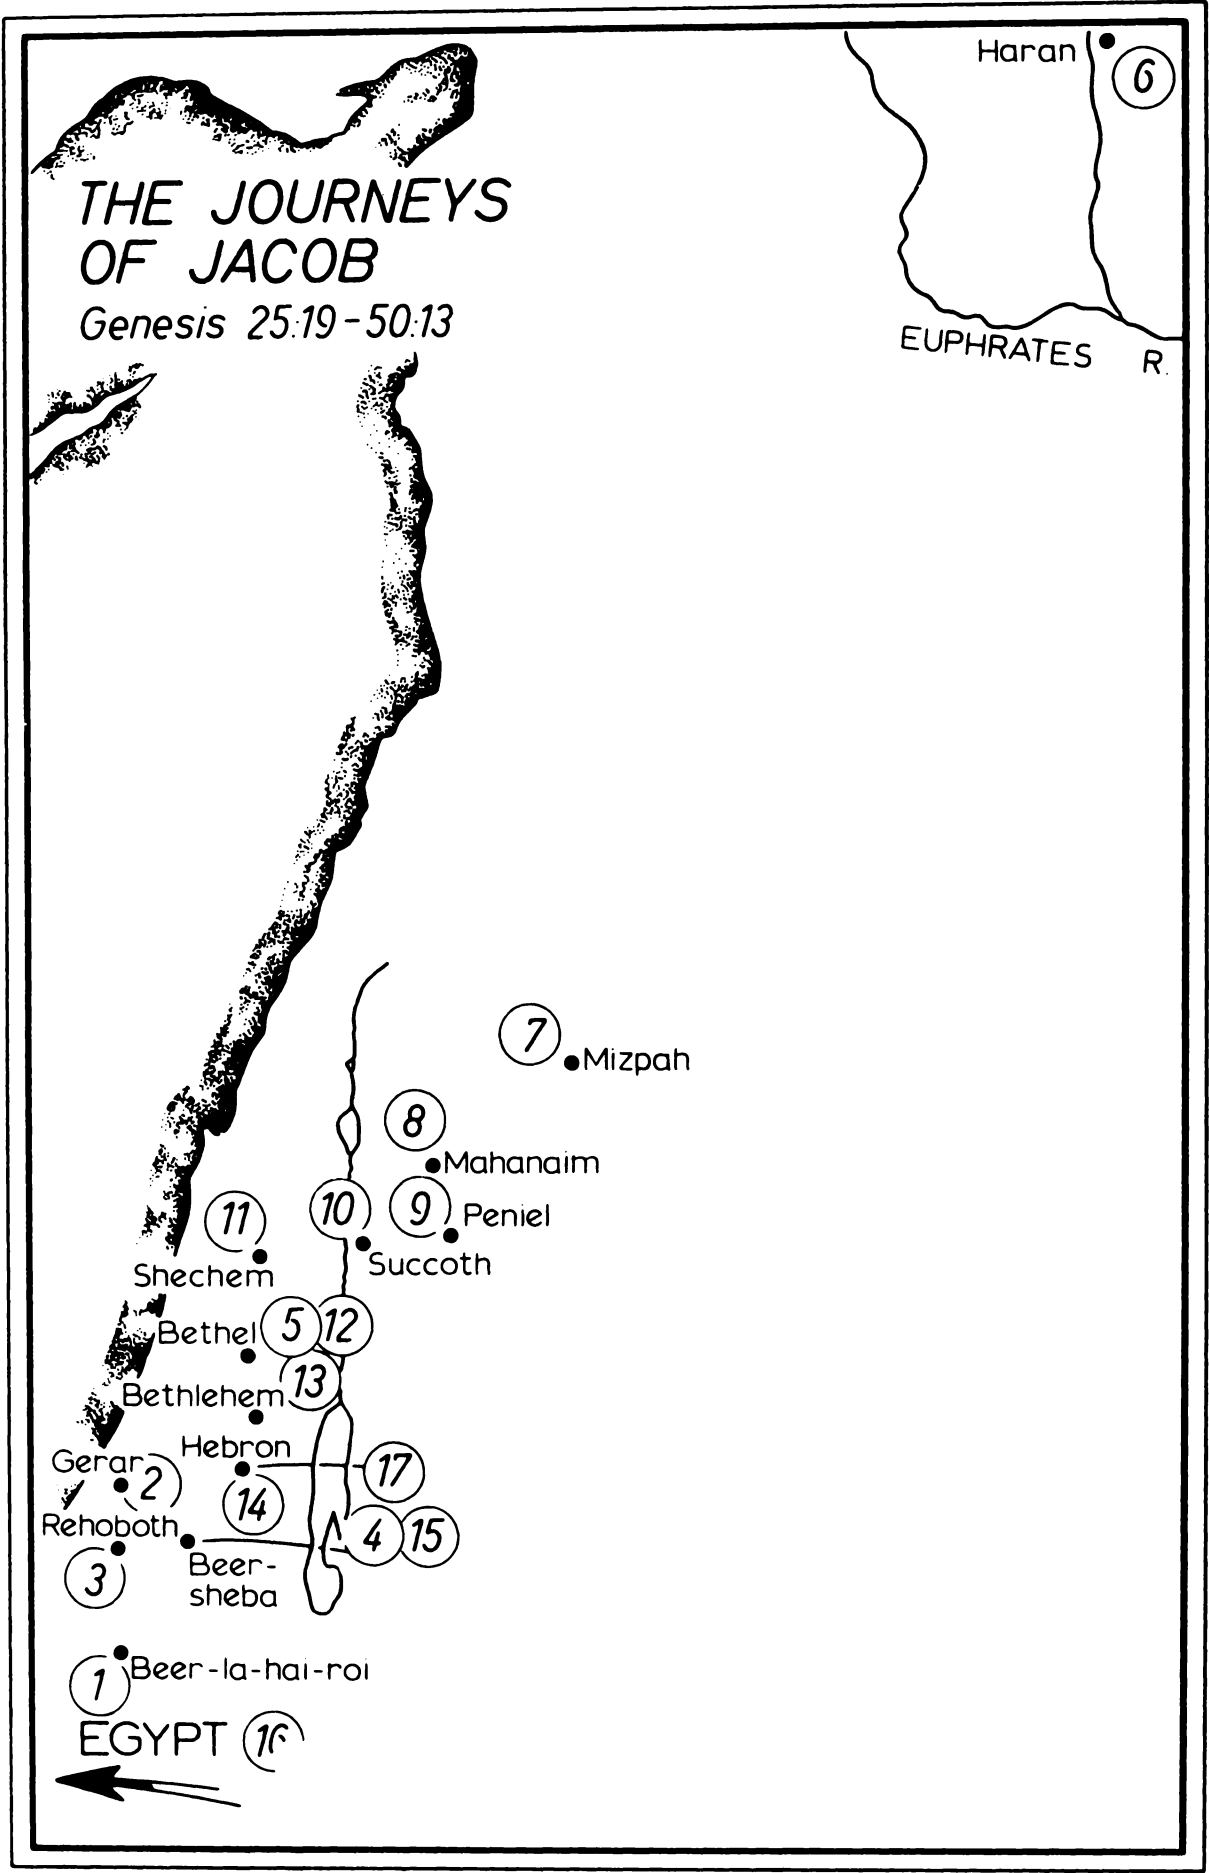 Haran
6
THE JOURNEYS
OF JACOB
Genesis 25:19-50:13
EUPHRATES R.
7
Mizpah
8
Mahanaim
9
Peniel
10
Succoth
11
Shechem
Bethel
5
12
13
Bethlehem
Hebron
17
Gerar
2
14
Rehoboth
4
15
3
Beer-
sheba
Beer-la-hai-roi
1
EGYPT
16